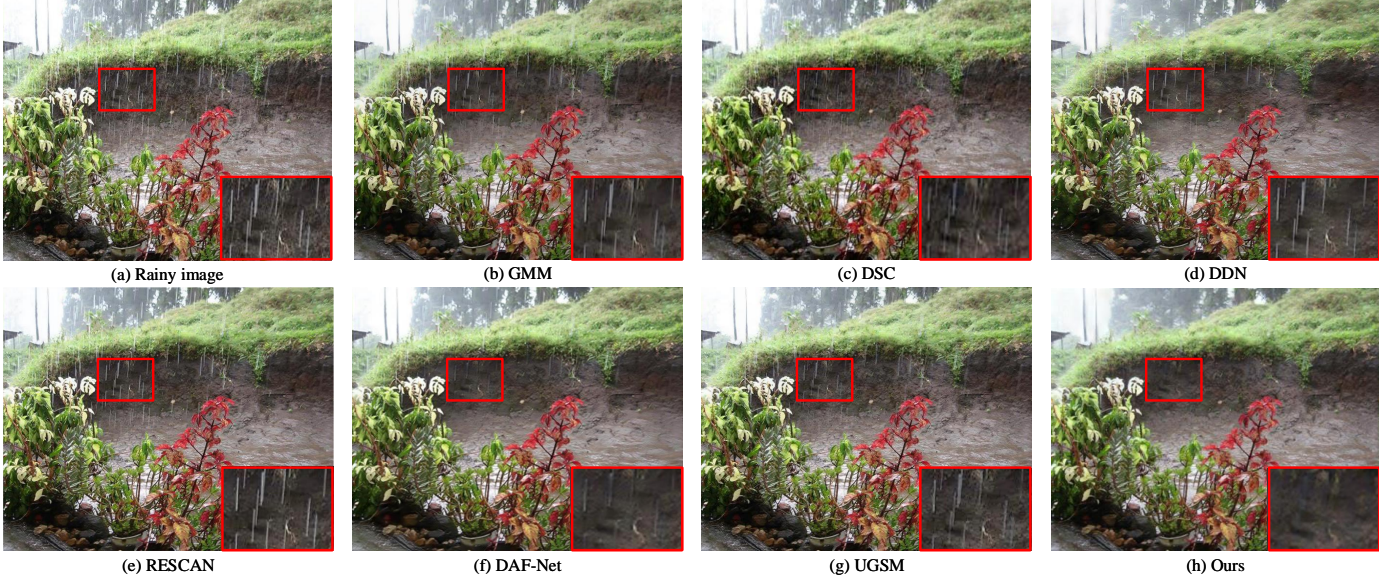 (a) Rainy image
(b) GMM
(c) DSC
(d) DDN
(e) RESCAN
(f) DAF-Net
(g) UGSM
(h) Ours